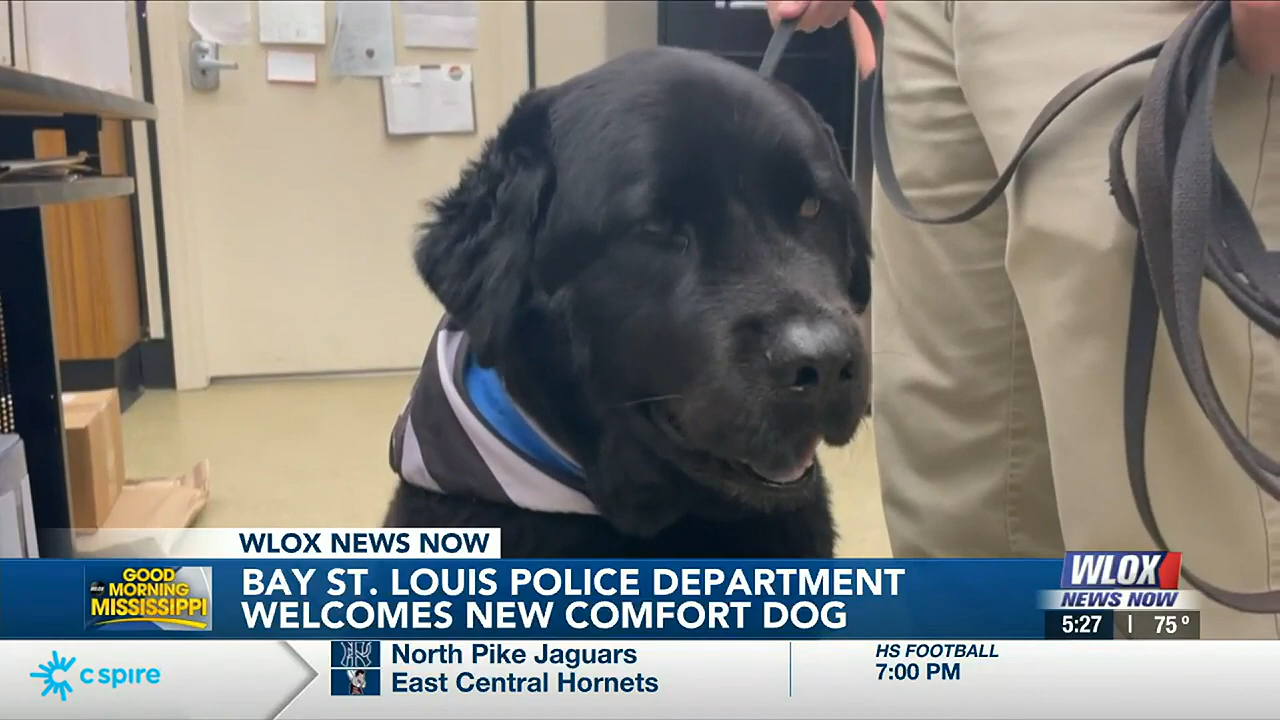 WLOX NEWS NOW
GOOD
MORNING
MISSISSIPPI
BAY ST. LOUIS POLICE DEPARTMENT
WELCOMES NEW COMFORT DOG
WLOX
NEWS NOW
5:27 | 75°
c spire
North Pike Jaguars
East Central Hornets
HS FOOTBALL
7:00 PM